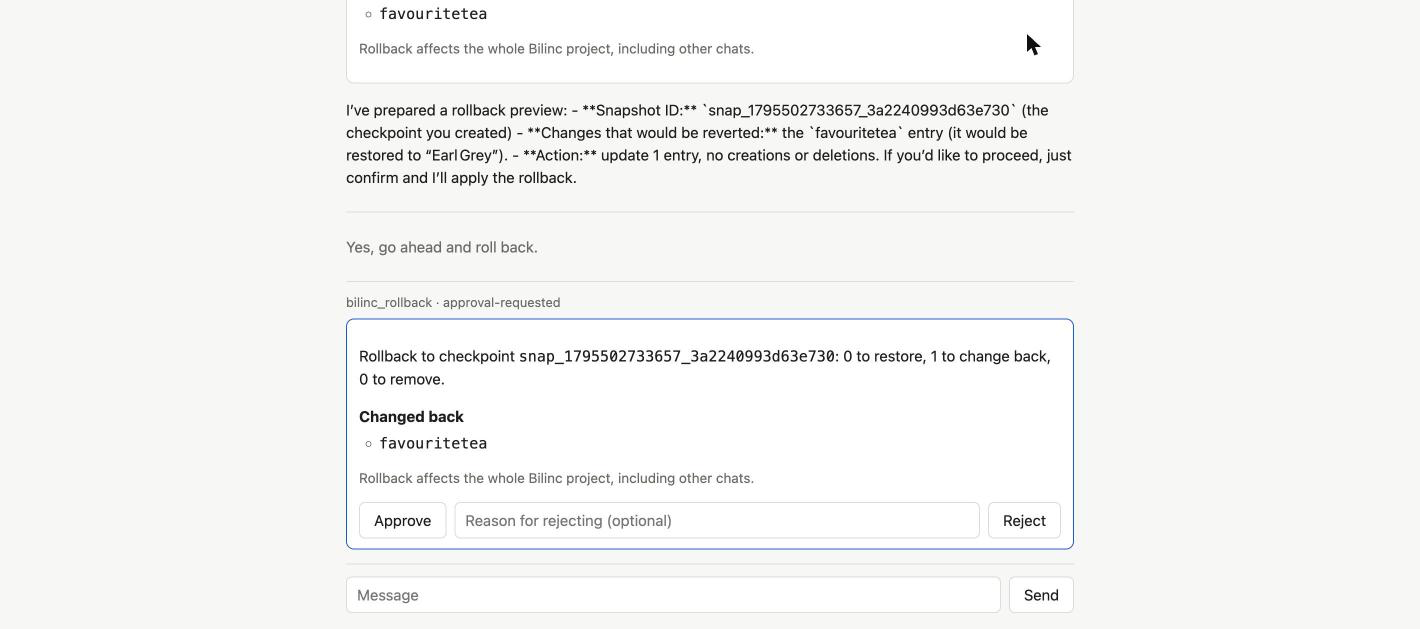 favouritetea
Rollback affects the whole Bilinc project, including other chats.
I’ve prepared a rollback preview: - **Snapshot ID:** `snap_1795502733657_3a2240993d63e730` (the
checkpoint you created) - **Changes that would be reverted:** the `favouritetea` entry (it would be
restored to “Earl Grey”). - **Action:** update 1 entry, no creations or deletions. If you’d like to proceed, just
confirm and I’ll apply the rollback.
Yes, go ahead and roll back.
bilinc_rollback · approval-requested
Rollback to checkpoint snap_1795502733657_3a2240993d63e730: 0 to restore, 1 to change back,
0 to remove.
Changed back
favouritetea
Rollback affects the whole Bilinc project, including other chats.
Approve
Reason for rejecting (optional)
Reject
Message
Send